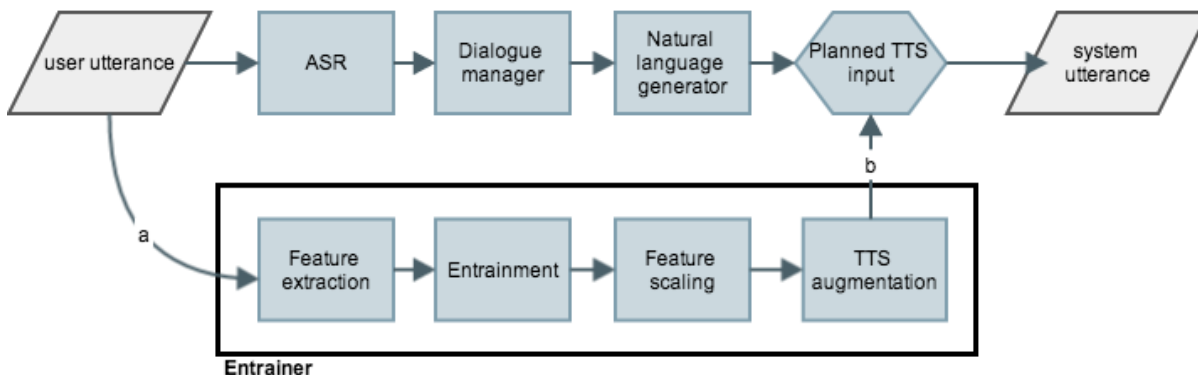 user utterance
ASR
Dialogue
manager
Natural
language
generator
Planned TTS
input
system
utterance
a
b
Feature
extraction
Entrainment
Feature
scaling
TTS
augmentation
Entrainer